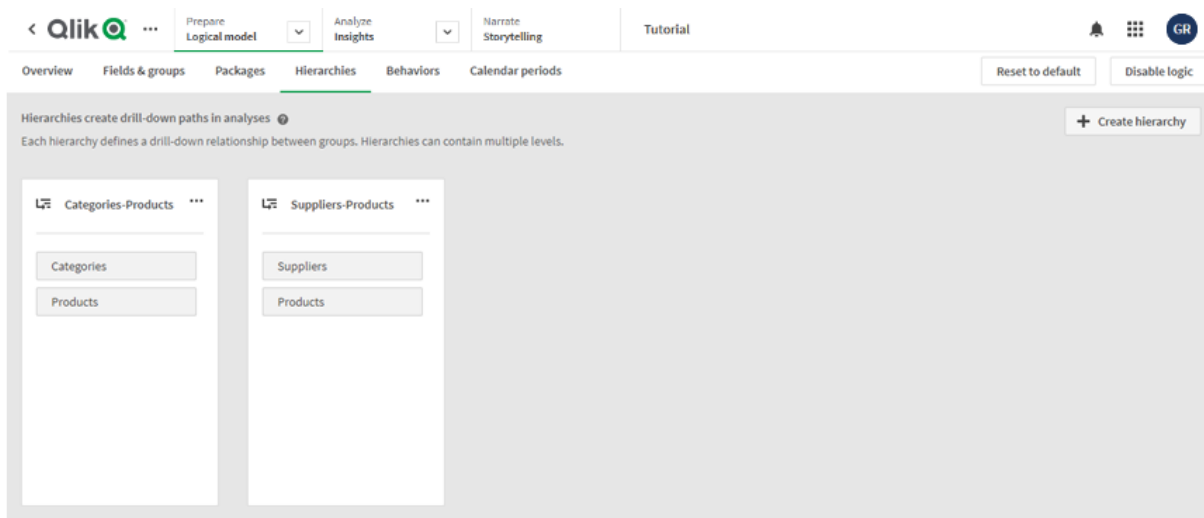 Qlik
Prepare
Logical model
Analyze
Insights
Narrate
Storytelling
Tutorial
GR
Overview Fields & groups Packages Hierarchies Behaviors Calendar periods Reset to default Disable logic
Hierarchies create drill-down paths in analyses ?
Each hierarchy defines a drill-down relationship between groups. Hierarchies can contain multiple levels.
+ Create hierarchy
Categories-Products
Categories
Products
Suppliers-Products
Suppliers
Products